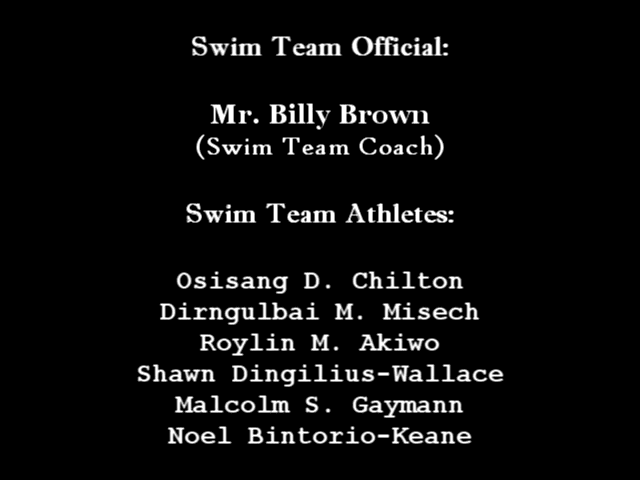 Swim Team Official:
Mr. Billy Brown
(Swim Team Coach)
Swim Team Athletes:
Osisang D. Chilton
Dirngulbai M. Misech
Roylin M. Akiwo
Shawn Dingilius-Wallace
Malcolm S. Gaymann
Noel Bintorio-Keane